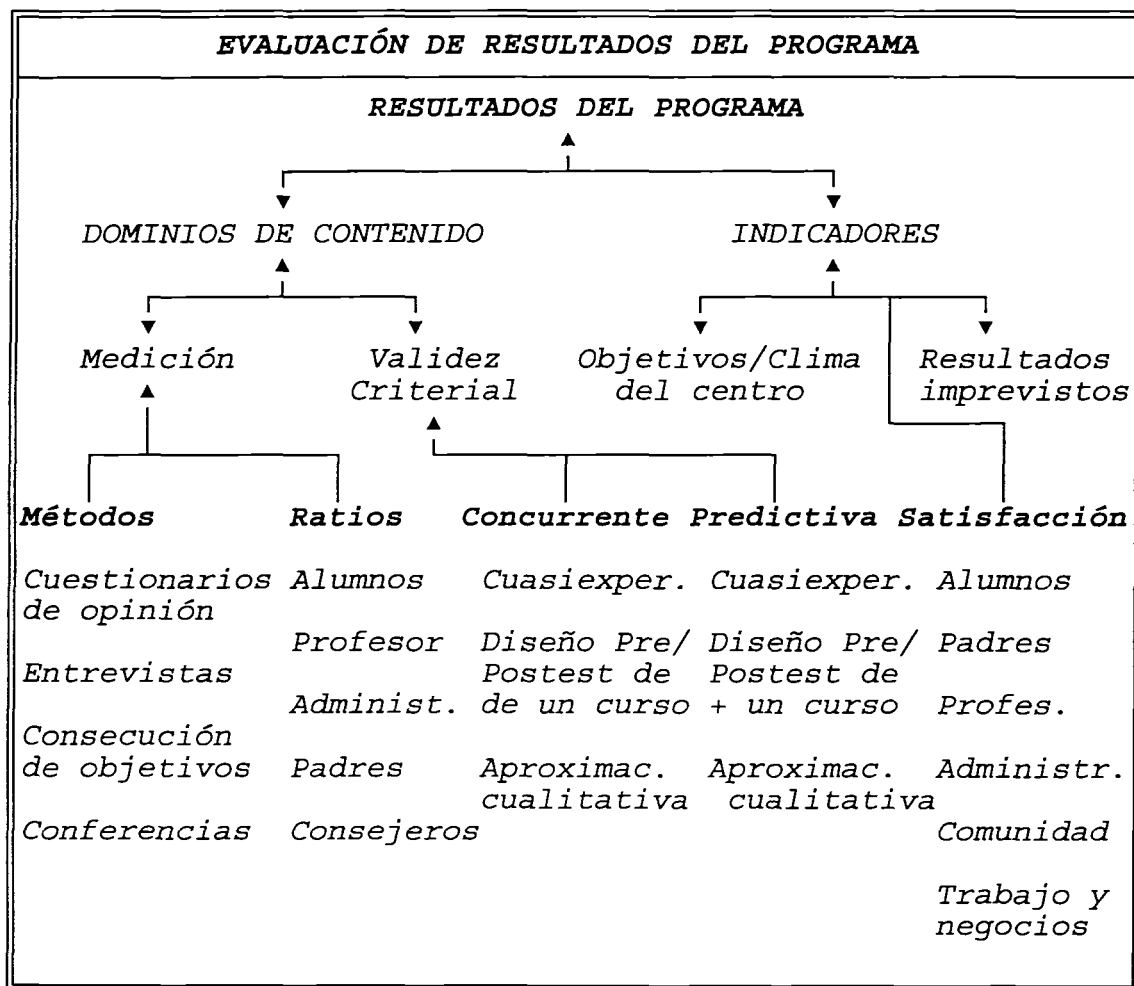 EVALUACIÓN DE RESULTADOS DEL PROGRAMA
RESULTADOS DEL PROGRAMA
DOMINIOS DE CONTENIDO
INDICADORES
Medición
Validez
Criterial
Objetivos/Clima
del centro
Resultados
imprevistos
Métodos
Cuestionarios
de opinión
Entrevistas
Consecución
de objetivos
Conferencias
Ratios
Alumnos
Profesor
Administ.
Padres
Consejeros
Concurrente
Cuasiexper.
Diseño Pre/
Postest de
de un curso
Aproximac.
cualitativa
Predictiva
Cuasiexper.
Diseño Pre/
Postest de
+ un curso
Aproximac.
cualitativa
Satisfacción
Alumnos
Padres
Profes.
Administr.
Comunidad
Trabajo y
negocios